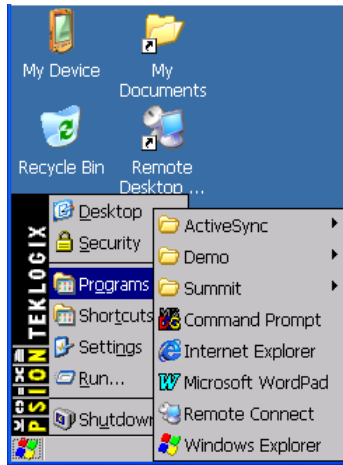 My Device
My
Documents
Recycle Bin
Remote
Desktop ...
Desktop
Security
Programs
Shortcuts
Settings
Run...
Shutdown
ActiveSync
Demo
Summit
Command Prompt
Internet Explorer
Microsoft WordPad
Remote Connect
Windows Explorer
PSION TEKLOGIX